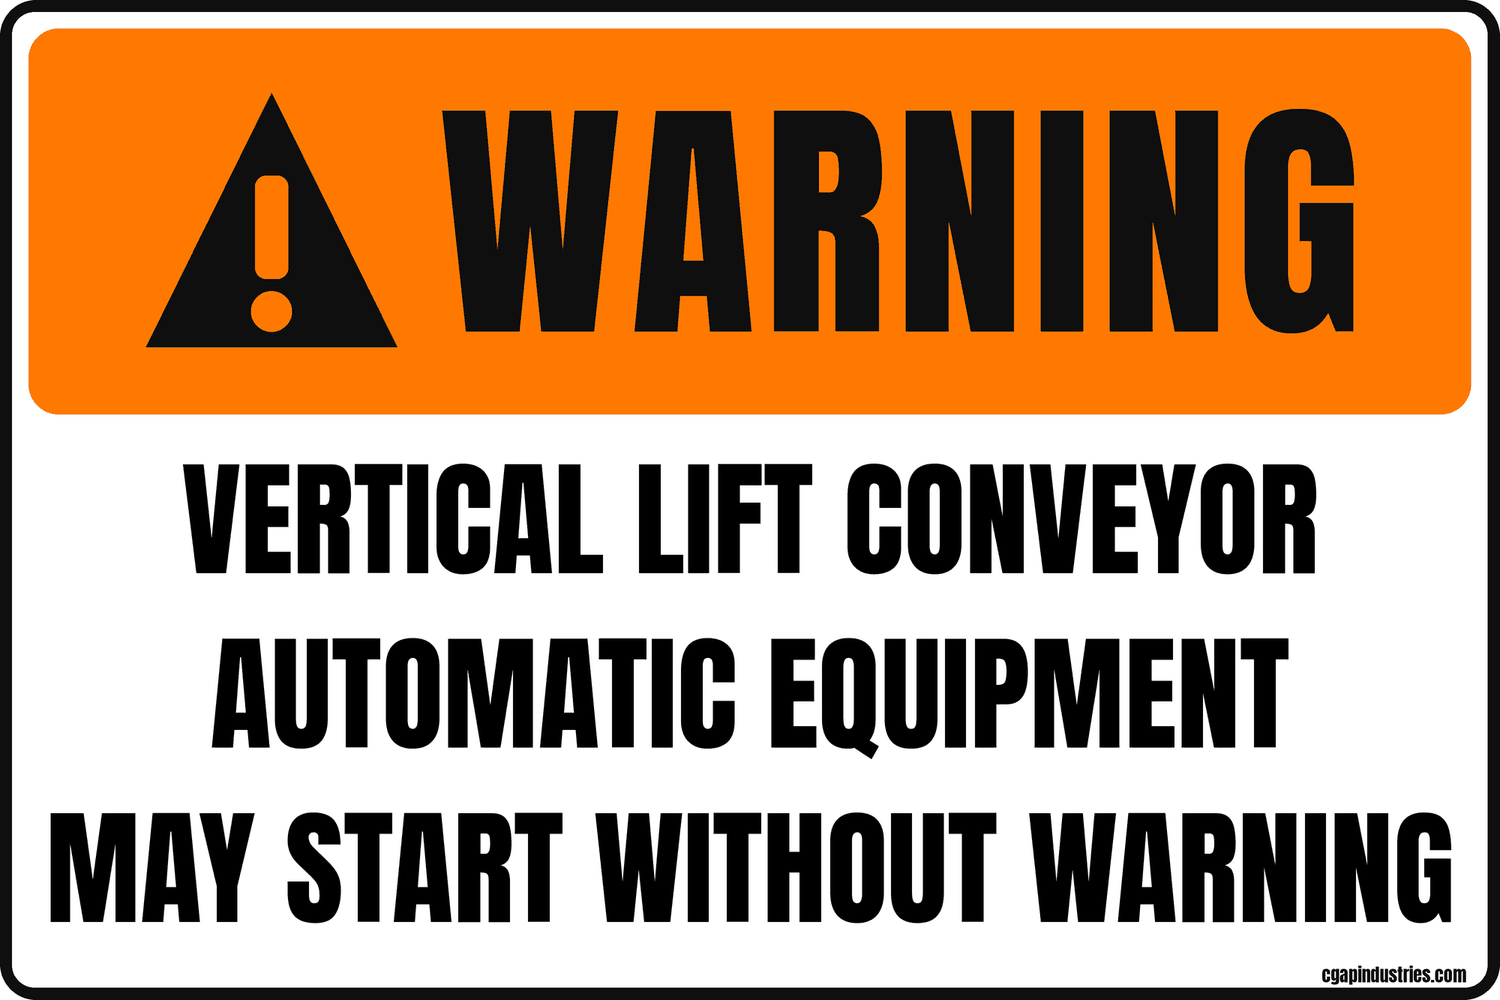 WARNING
VERTICAL LIFT CONVEYOR
AUTOMATIC EQUIPMENT
MAY START WITHOUT WARNING
cgapindustries.com